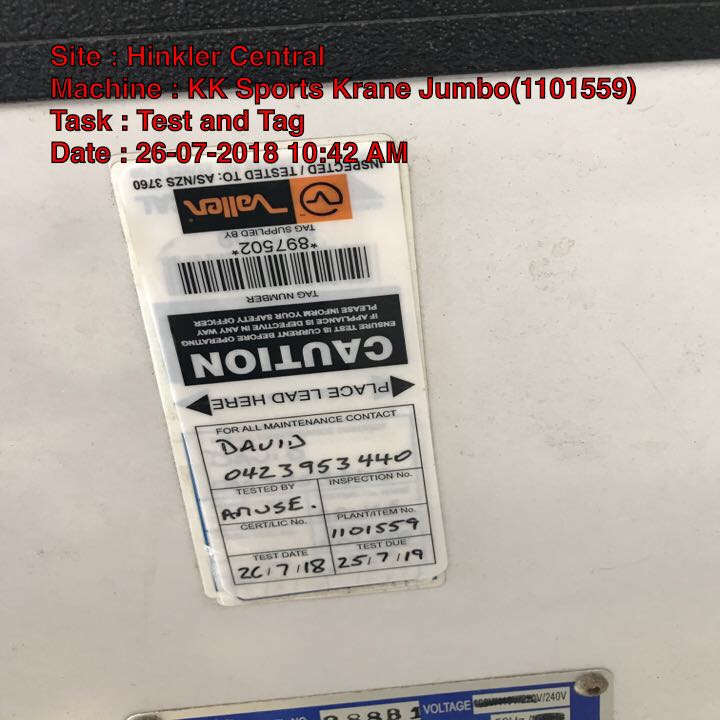 Site : Hinkler Central
Machine : KK Sports Krane Jumbo(1101559)
Task : Test and Tag
Date : 26-07-2018 10:42 AM
INSPECTED / TESTED TO: AS/NZS 3760
Vallen
TAG SUPPLIED BY
*897502*
TAG NUMBER
ENSURE TEST IS CURRENT BEFORE OPERATING
IF APPLIANCE IS DEFECTIVE IN ANY WAY
PLEASE INFORM YOUR SAFETY OFFICER
CAUTION
PLACE LEAD HERE
FOR ALL MAINTENANCE CONTACT
DAVID
0423953440
TESTED BY INSPECTION No.
AMUSE.
CERT/LIC No. PLANT/ITEM No.
1101559
TEST DATE TEST DUE
26/7/18 25/7/19
VOLTAGE /240V